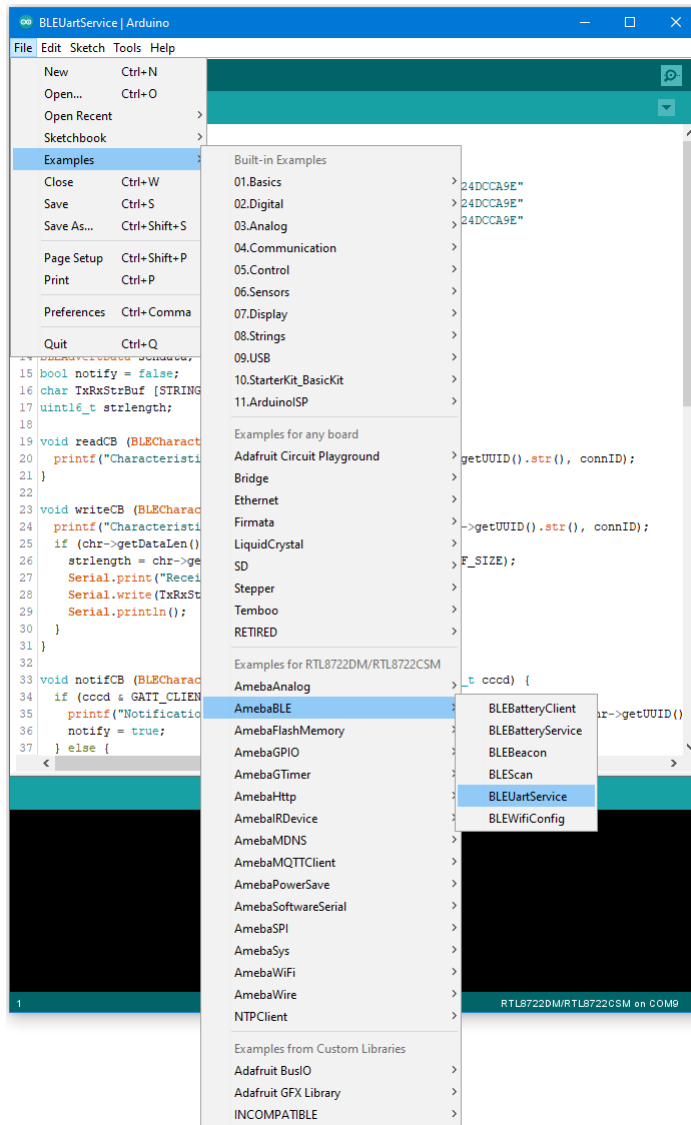 BLEUartService | Arduino
File Edit Sketch Tools Help
New Ctrl+N
Open... Ctrl+O
Open Recent
Sketchbook
Examples
Close Ctrl+W
Save Ctrl+S
Save As... Ctrl+Shift+S
Page Setup Ctrl+Shift+P
Print Ctrl+P
Preferences Ctrl+Comma
Quit Ctrl+Q
Built-in Examples
01.Basics
02.Digital
03.Analog
04.Communication
05.Control
06.Sensors
07.Display
08.Strings
09.USB
10.StarterKit_BasicKit
11.ArduinoISP
Examples for any board
Adafruit Circuit Playground
Bridge
Ethernet
Firmata
LiquidCrystal
SD
Stepper
Temboo
RETIRED
Examples for RTL8722DM/RTL8722CSM
AmebaAnalog
AmebaBLE
AmebaFlashMemory
AmebaGPIO
AmebaGTimer
AmebaHttp
AmebaIRDevice
AmebaMDNS
AmebaMQTTClient
AmebaPowerSave
AmebaSoftwareSerial
AmebaSPI
AmebaSys
AmebaWiFi
AmebaWire
NTPClient
Examples from Custom Libraries
Adafruit BusIO
Adafruit GFX Library
INCOMPATIBLE
BLEBatteryClient
BLEBatteryService
BLEBeacon
BLEScan
BLEUartService
BLEWifiConfig
24DCCA9E"
24DCCA9E"
24DCCA9E"
15 bool notify = false;
16 char TxRxStrBuf [STRING
17 uint16_t strlength;
18
19 void readCB (BLECharact
20 printf("Characteristi getUUID().str(), connID);
21 }
22
23 void writeCB (BLECharac
24 printf("Characteristi ->getUUID().str(), connID);
25 if (chr->getDataLen()
26 strlength = chr->ge F_SIZE);
27 Serial.print("Recei
28 Serial.write(TxRxSt
29 Serial.println();
30 }
31 }
32
33 void notifCB (BLECharac _t cccd) {
34 if (cccd & GATT_CLIEN
35 printf("Notificatio hr->getUUID()
36 notify = true;
37 } else {
1 RTL8722DM/RTL8722CSM on COM9